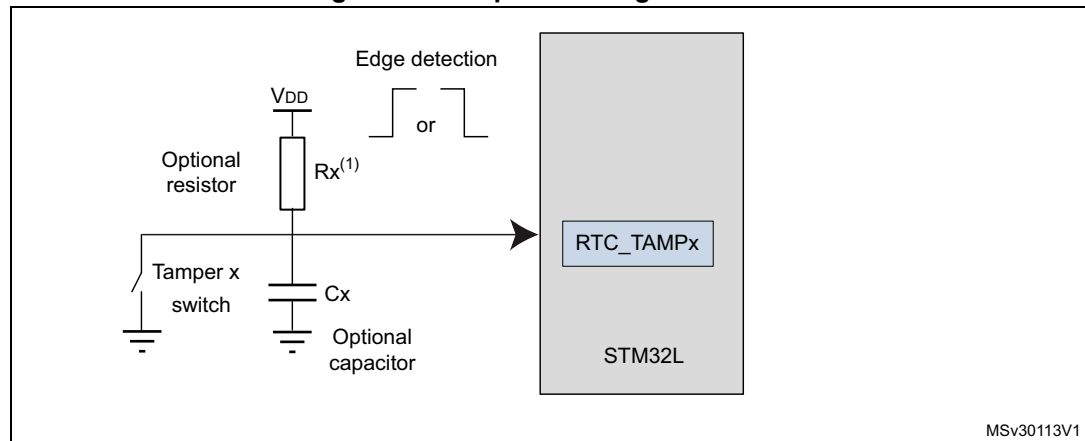 Edge detection
VDD
or
Optional
resistor
Rx(1)
RTC_TAMPx
Tamper x
switch
Cx
Optional
capacitor
STM32L
MSv30113V1